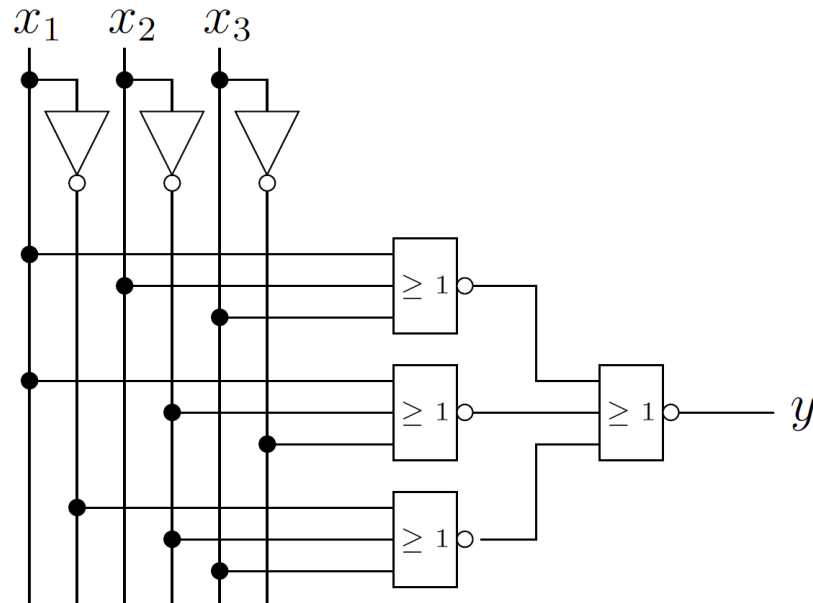 x₁ x₂ x₃
≥ 1
≥ 1
≥ 1
y
≥ 1